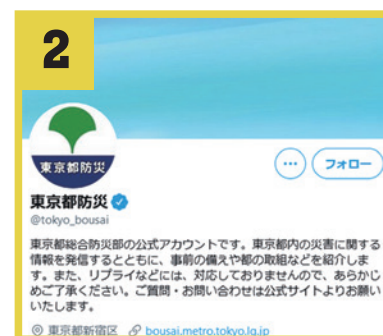 2
東京都防災
フォロー
東京都防災
@tokyo_bousai
東京都総合防災部の公式アカウントです。東京都内の災害に関する
情報を発信するとともに、事前の備えや都の取組などを紹介しま
す。また、リプライなどには、対応しておりませんので、あらかじ
めご了承ください。ご質問・お問い合わせは公式サイトよりお願い
いたします。
東京都新宿区 bousai.metro.tokyo.lg.jp